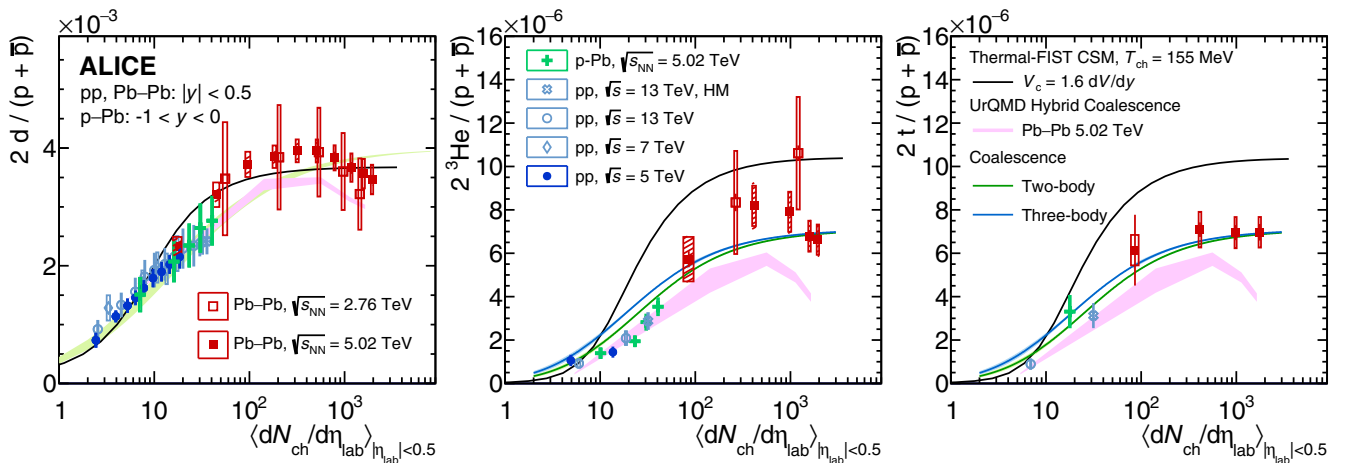 ×10⁻³
2 d / (p + p̅)
4
2
0
ALICE
pp, Pb–Pb: |y| < 0.5
p–Pb: -1 < y < 0
Pb–Pb, √s_NN = 2.76 TeV
Pb–Pb, √s_NN = 5.02 TeV
1 10 10² 10³
⟨dN_ch/dη_lab⟩_|η_lab|<0.5
×10⁻⁶
2 ³He / (p + p̅)
16
14
12
10
8
6
4
2
0
p-Pb, √s_NN = 5.02 TeV
pp, √s = 13 TeV, HM
pp, √s = 13 TeV
pp, √s = 7 TeV
pp, √s = 5 TeV
1 10 10² 10³
⟨dN_ch/dη_lab⟩_|η_lab|<0.5
×10⁻⁶
2 t / (p + p̅)
16
14
12
10
8
6
4
2
0
Thermal-FIST CSM, T_ch = 155 MeV
V_c = 1.6 dV/dy
UrQMD Hybrid Coalescence
Pb–Pb 5.02 TeV
Coalescence
Two-body
Three-body
1 10 10² 10³
⟨dN_ch/dη_lab⟩_|η_lab|<0.5